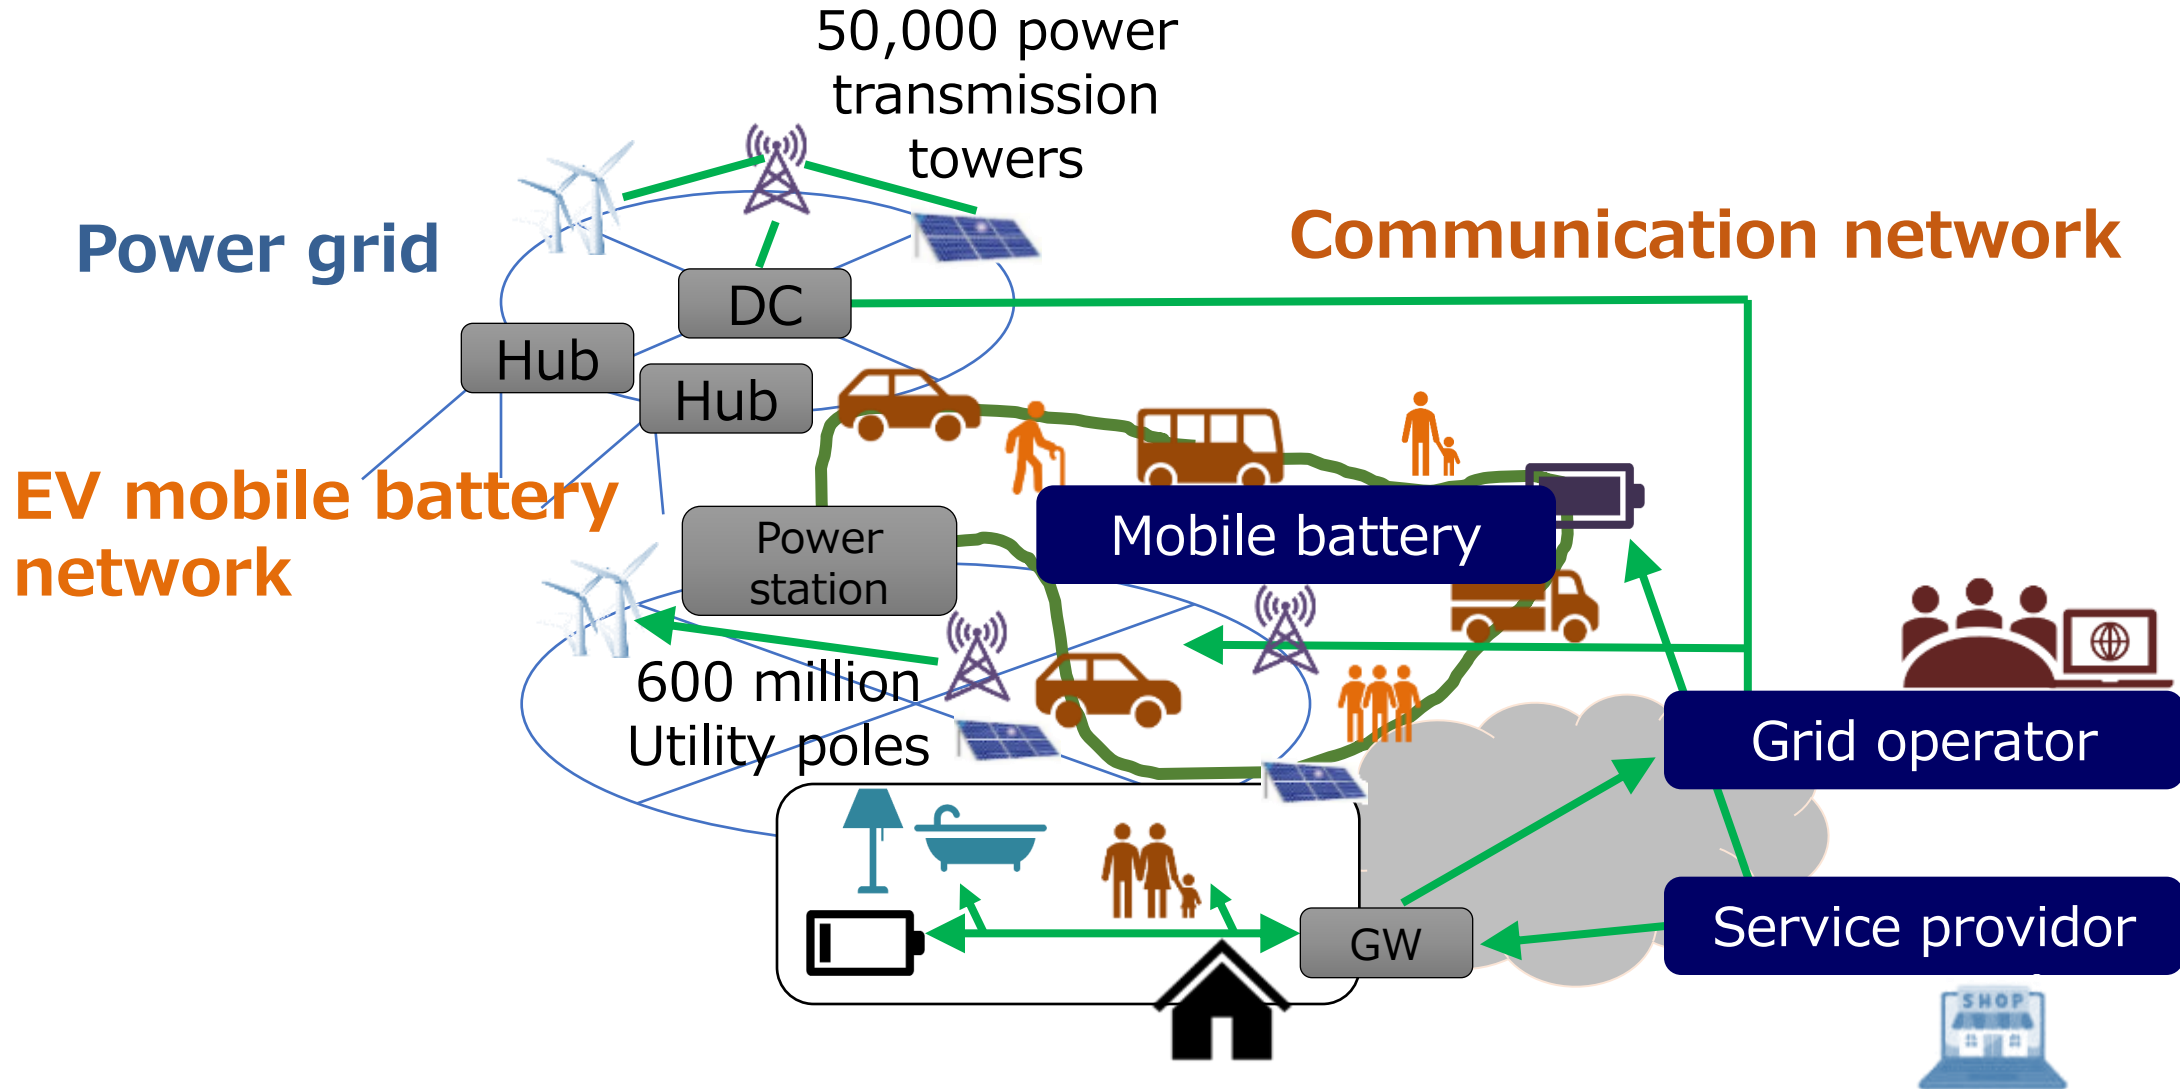 50,000 power
transmission
towers
Power grid
Communication network
DC
Hub
Hub
EV mobile battery
network
Power
station
Mobile battery
600 million
Utility poles
Grid operator
Service providor
GW
SHOP